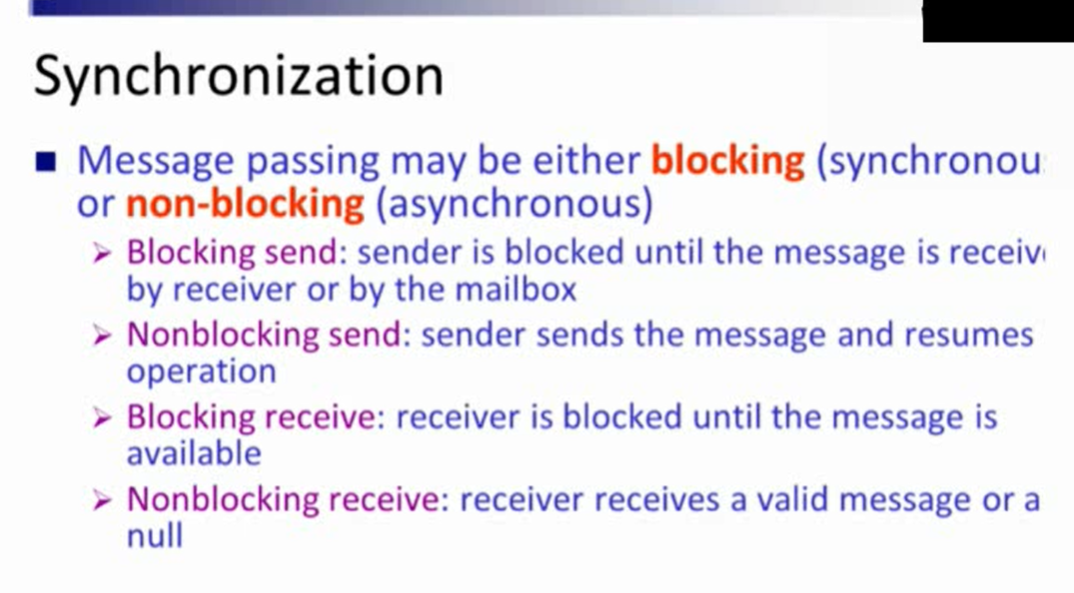 Synchronization
Message passing may be either blocking (synchronou
or non-blocking (asynchronous)
Blocking send: sender is blocked until the message is receiv
by receiver or by the mailbox
Nonblocking send: sender sends the message and resumes
operation
Blocking receive: receiver is blocked until the message is
available
Nonblocking receive: receiver receives a valid message or a
null